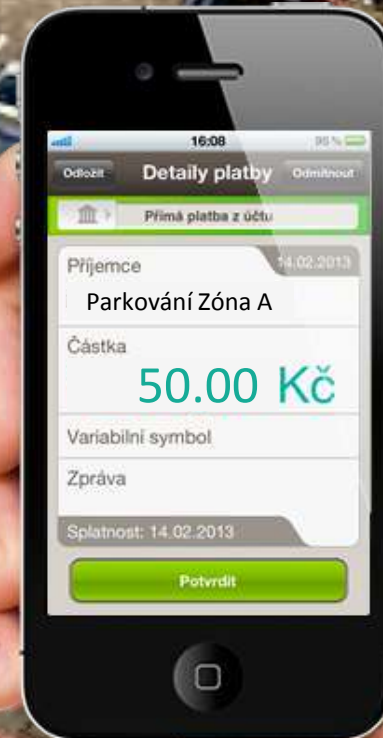 16:08 95 %
Odložit Detaily platby Odmítnout
Přímá platba z účtu
Příjemce 14.02.2013
Parkování Zóna A
Částka
50.00 Kč
Variabilní symbol
Zpráva
Splatnost: 14.02.2013
Potvrdit